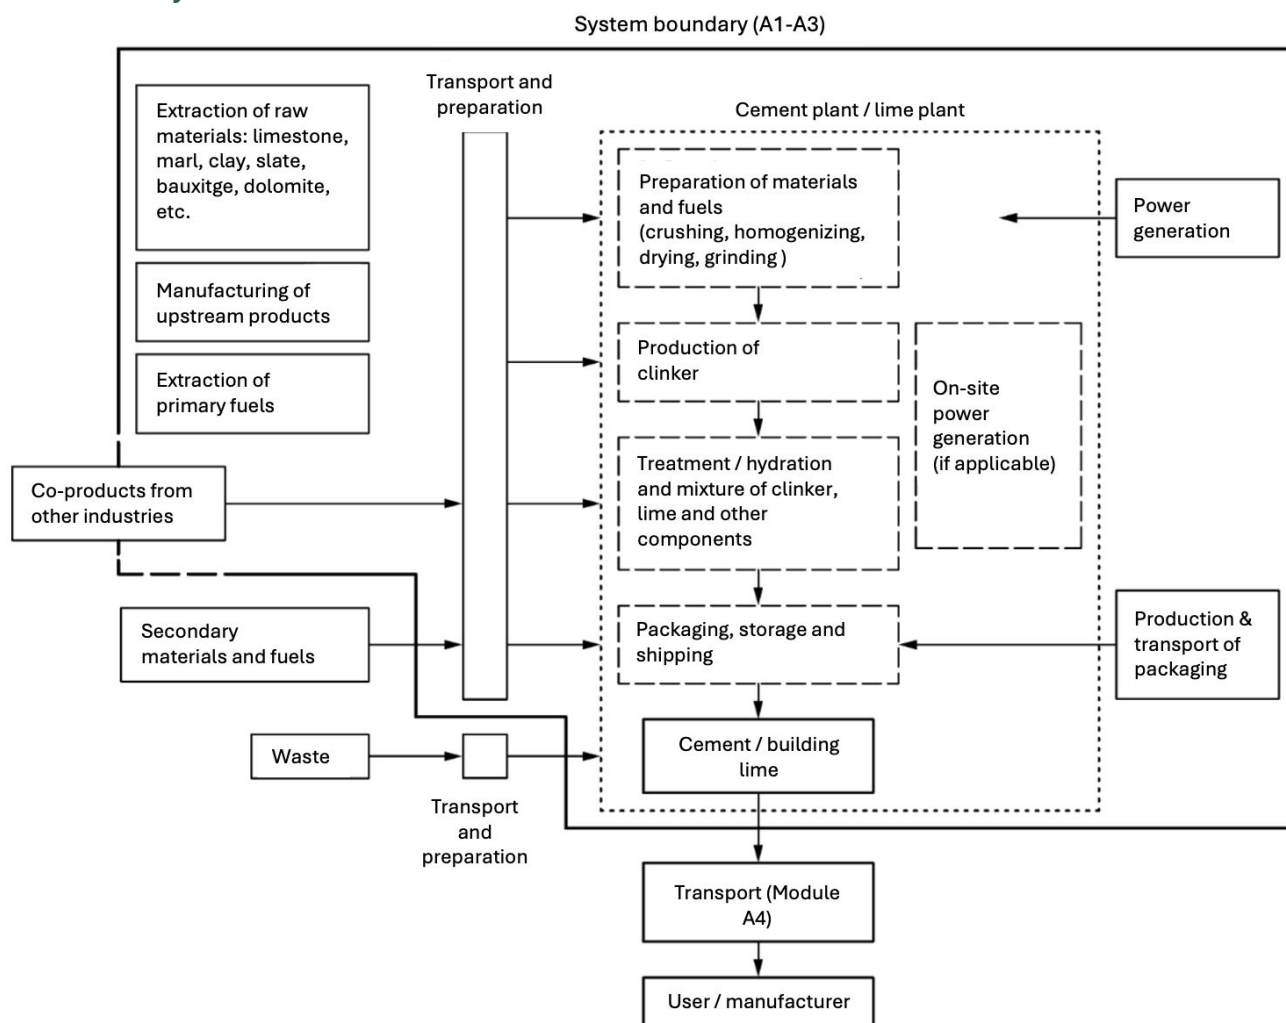 System boundary (A1-A3)
Transport and
preparation
Extraction of raw
materials: limestone,
marl, clay, slate,
bauxitge, dolomite,
etc.
Manufacturing of
upstream products
Extraction of
primary fuels
Co-products from
other industries
Secondary
materials and fuels
Waste
Transport
and
preparation
Cement plant / lime plant
Preparation of materials
and fuels
(crushing, homogenizing,
drying, grinding )
Production of
clinker
Treatment / hydration
and mixture of clinker,
lime and other
components
Packaging, storage and
shipping
Cement / building
lime
On-site
power
generation
(if applicable)
Power
generation
Production &
transport of
packaging
Transport (Module
A4)
User / manufacturer